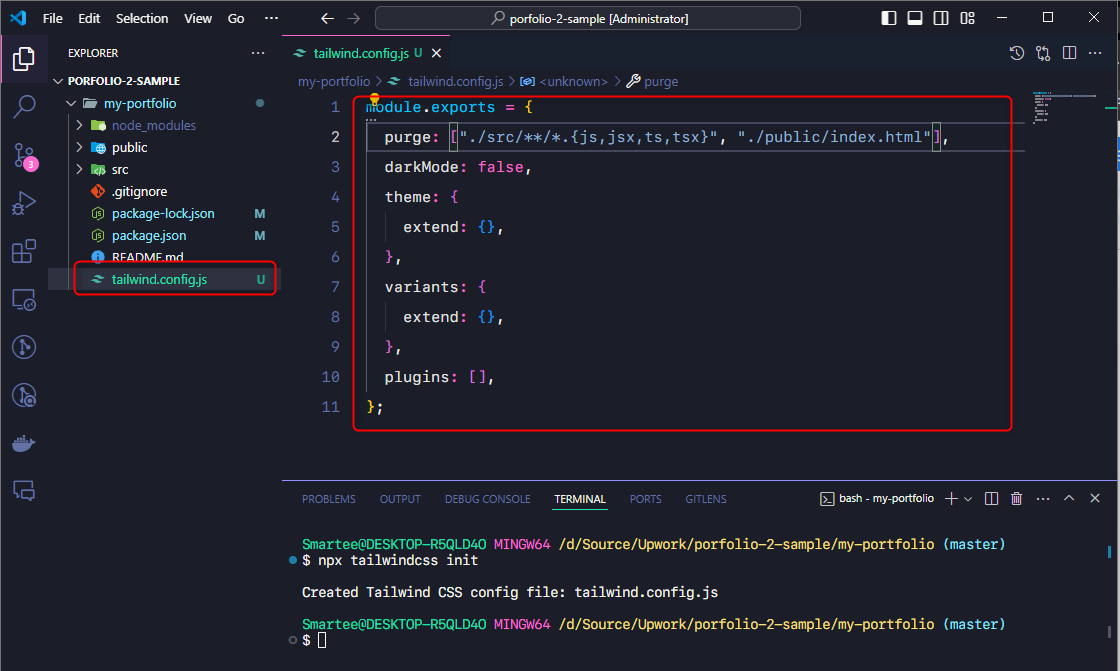 File Edit Selection View Go ··· porfolio-2-sample [Administrator]
EXPLORER ···
PORFOLIO-2-SAMPLE
my-portfolio
node_modules
public
src
.gitignore
package-lock.json M
package.json M
README.md
tailwind.config.js U
3
tailwind.config.js U
my-portfolio > tailwind.config.js > <unknown> > purge
1 module.exports = {
2 purge: ["./src/**/*.{js,jsx,ts,tsx}", "./public/index.html"],
3 darkMode: false,
4 theme: {
5 extend: {},
6 },
7 variants: {
8 extend: {},
9 },
10 plugins: [],
11 };
PROBLEMS OUTPUT DEBUG CONSOLE TERMINAL PORTS GITLENS bash - my-portfolio
Smartee@DESKTOP-R5QLD4O MINGW64 /d/Source/Upwork/porfolio-2-sample/my-portfolio (master)
$ npx tailwindcss init
Created Tailwind CSS config file: tailwind.config.js
Smartee@DESKTOP-R5QLD4O MINGW64 /d/Source/Upwork/porfolio-2-sample/my-portfolio (master)
$